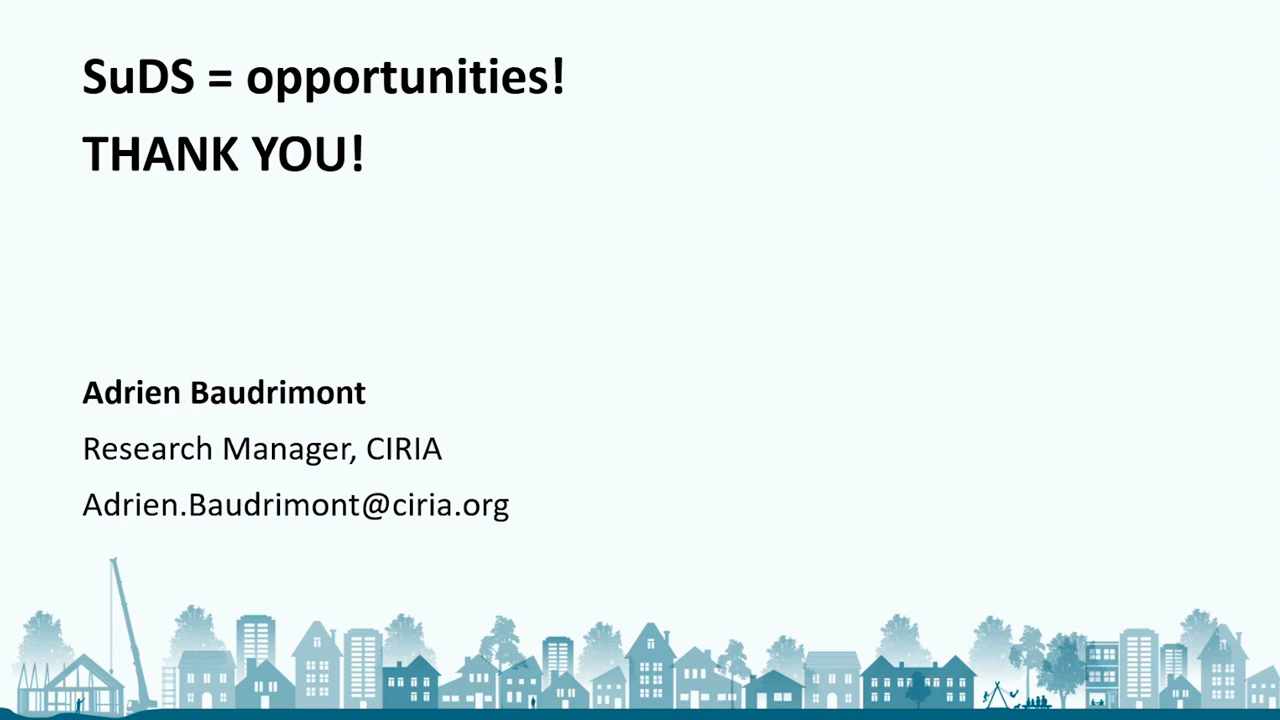 SuDS = opportunities!
THANK YOU!
Adrien Baudrimont
Research Manager, CIRIA
Adrien.Baudrimont@ciria.org